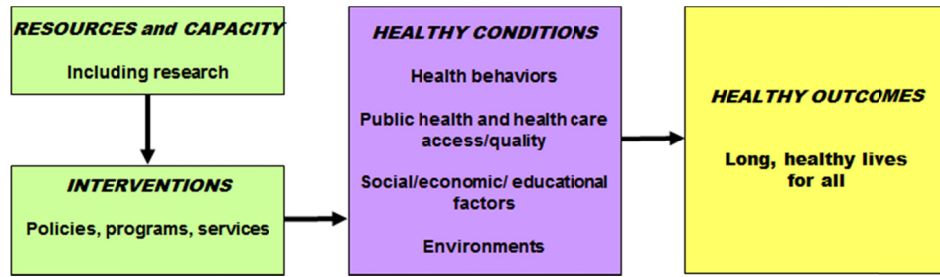 RESOURCES and CAPACITY
Including research
INTERVENTIONS
Policies, programs, services
HEALTHY CONDITIONS
Health behaviors
Public health and health care
access/quality
Social/economic/ educational
factors
Environments
HEALTHY OUTCOMES
Long, healthy lives
for all